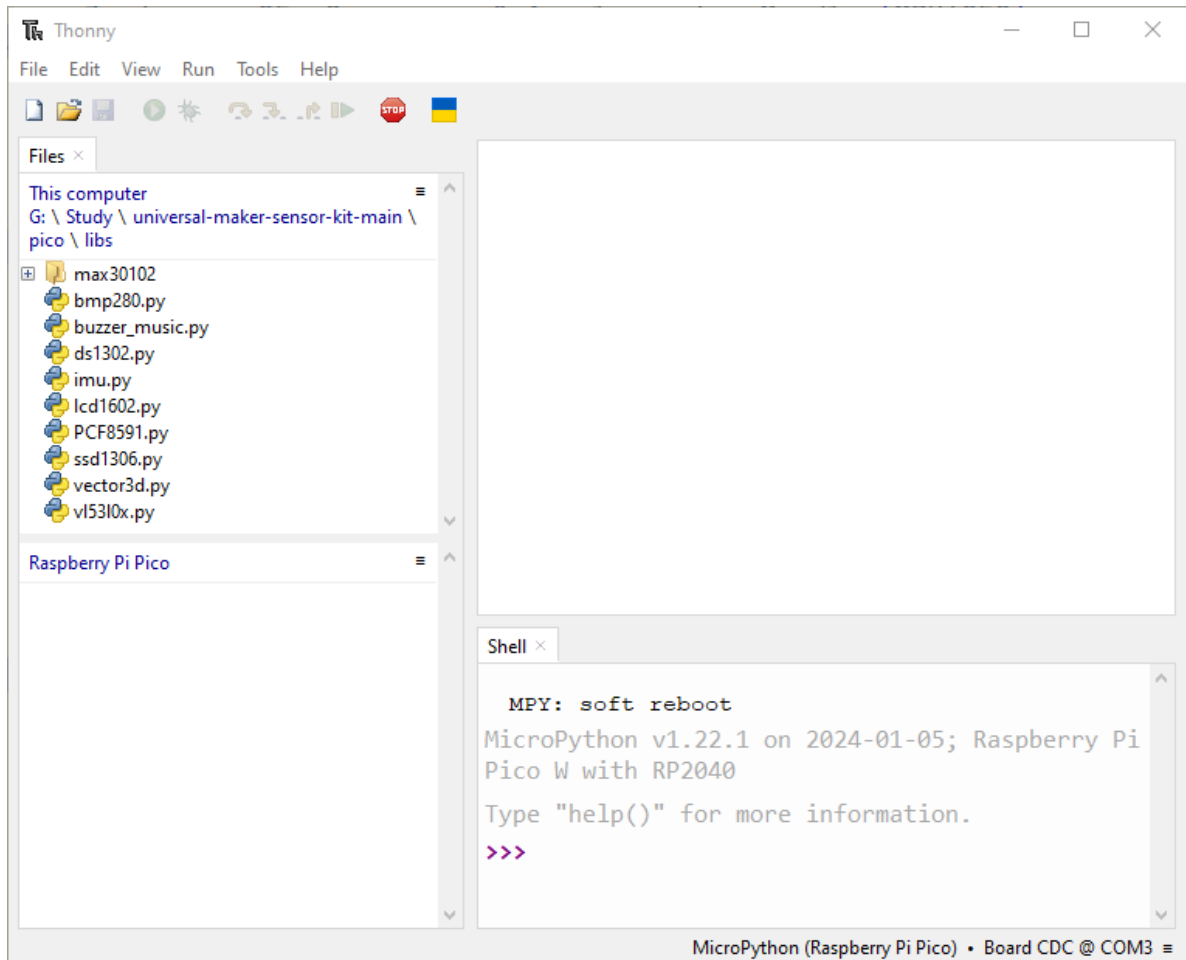 Thonny
File Edit View Run Tools Help
STOP
Files
This computer
G: \ Study \ universal-maker-sensor-kit-main \
pico \ libs
max30102
bmp280.py
buzzer_music.py
ds1302.py
imu.py
lcd1602.py
PCF8591.py
ssd1306.py
vector3d.py
vl53l0x.py
Raspberry Pi Pico
Shell
MPY: soft reboot
MicroPython v1.22.1 on 2024-01-05; Raspberry Pi
Pico W with RP2040
Type "help()" for more information.
>>>
MicroPython (Raspberry Pi Pico) • Board CDC @ COM3 ≡